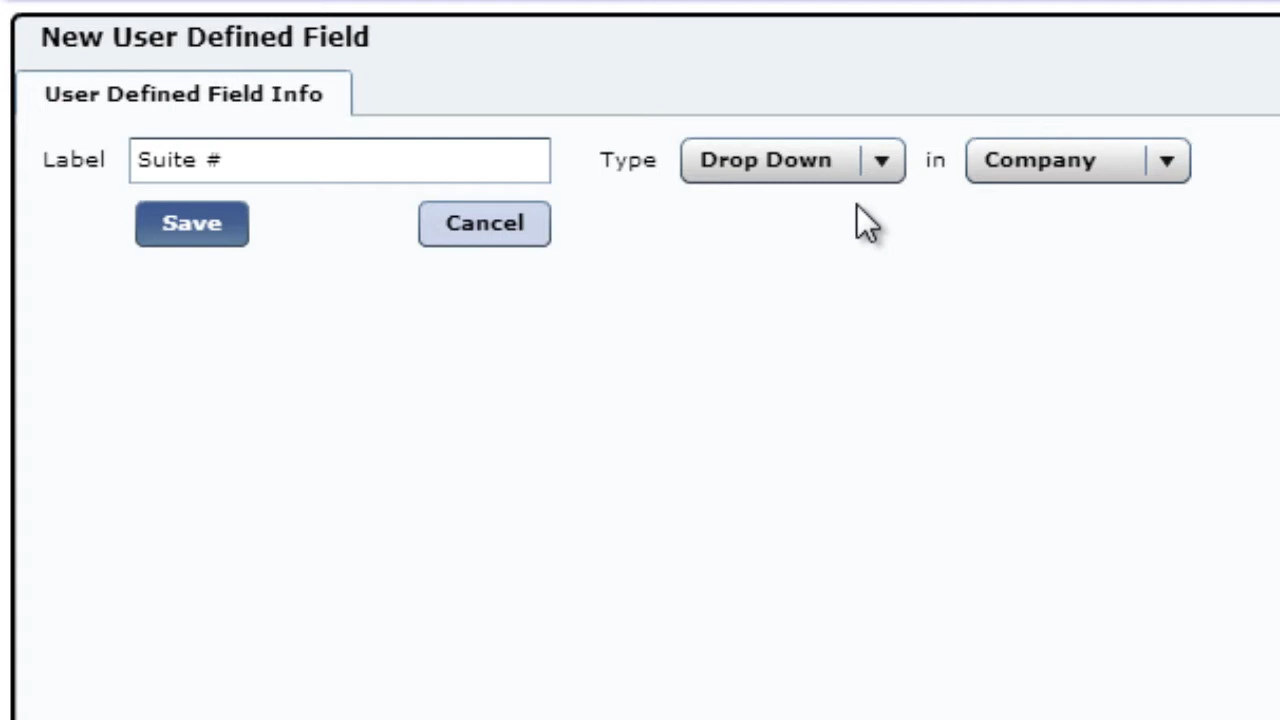 New User Defined Field
User Defined Field Info
Label Suite # Type Drop Down in Company
Save Cancel